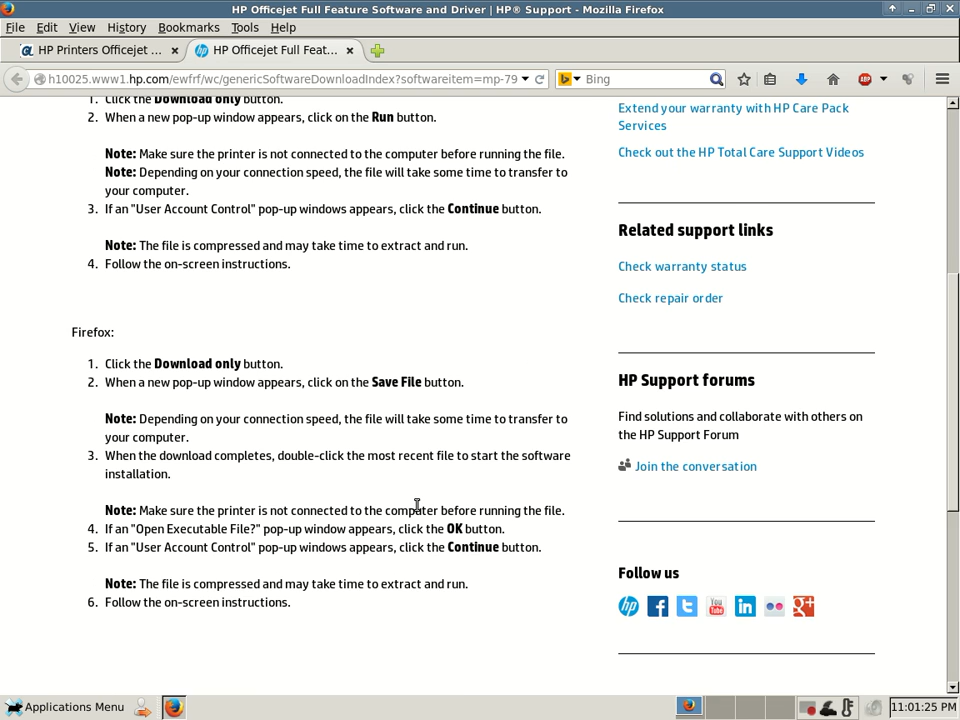 HP Officejet Full Feature Software and Driver | HP® Support - Mozilla Firefox
File Edit View History Bookmarks Tools Help
HP Printers Officejet ...
HP Officejet Full Feat...
h10025.www1.hp.com/ewfrf/wc/genericSoftwareDownloadIndex?softwareitem=mp-79
Bing
ABP
1. Click the Download only button.
2. When a new pop-up window appears, click on the Run button.
Note: Make sure the printer is not connected to the computer before running the file.
Note: Depending on your connection speed, the file will take some time to transfer to
your computer.
3. If an "User Account Control" pop-up windows appears, click the Continue button.
Note: The file is compressed and may take time to extract and run.
4. Follow the on-screen instructions.
Firefox:
1. Click the Download only button.
2. When a new pop-up window appears, click on the Save File button.
Note: Depending on your connection speed, the file will take some time to transfer to
your computer.
3. When the download completes, double-click the most recent file to start the software
installation.
Note: Make sure the printer is not connected to the computer before running the file.
4. If an "Open Executable File?" pop-up window appears, click the OK button.
5. If an "User Account Control" pop-up windows appears, click the Continue button.
Note: The file is compressed and may take time to extract and run.
6. Follow the on-screen instructions.
Extend your warranty with HP Care Pack
Services
Check out the HP Total Care Support Videos
Related support links
Check warranty status
Check repair order
HP Support forums
Find solutions and collaborate with others on
the HP Support Forum
Join the conversation
Follow us
Applications Menu
11:01:25 PM